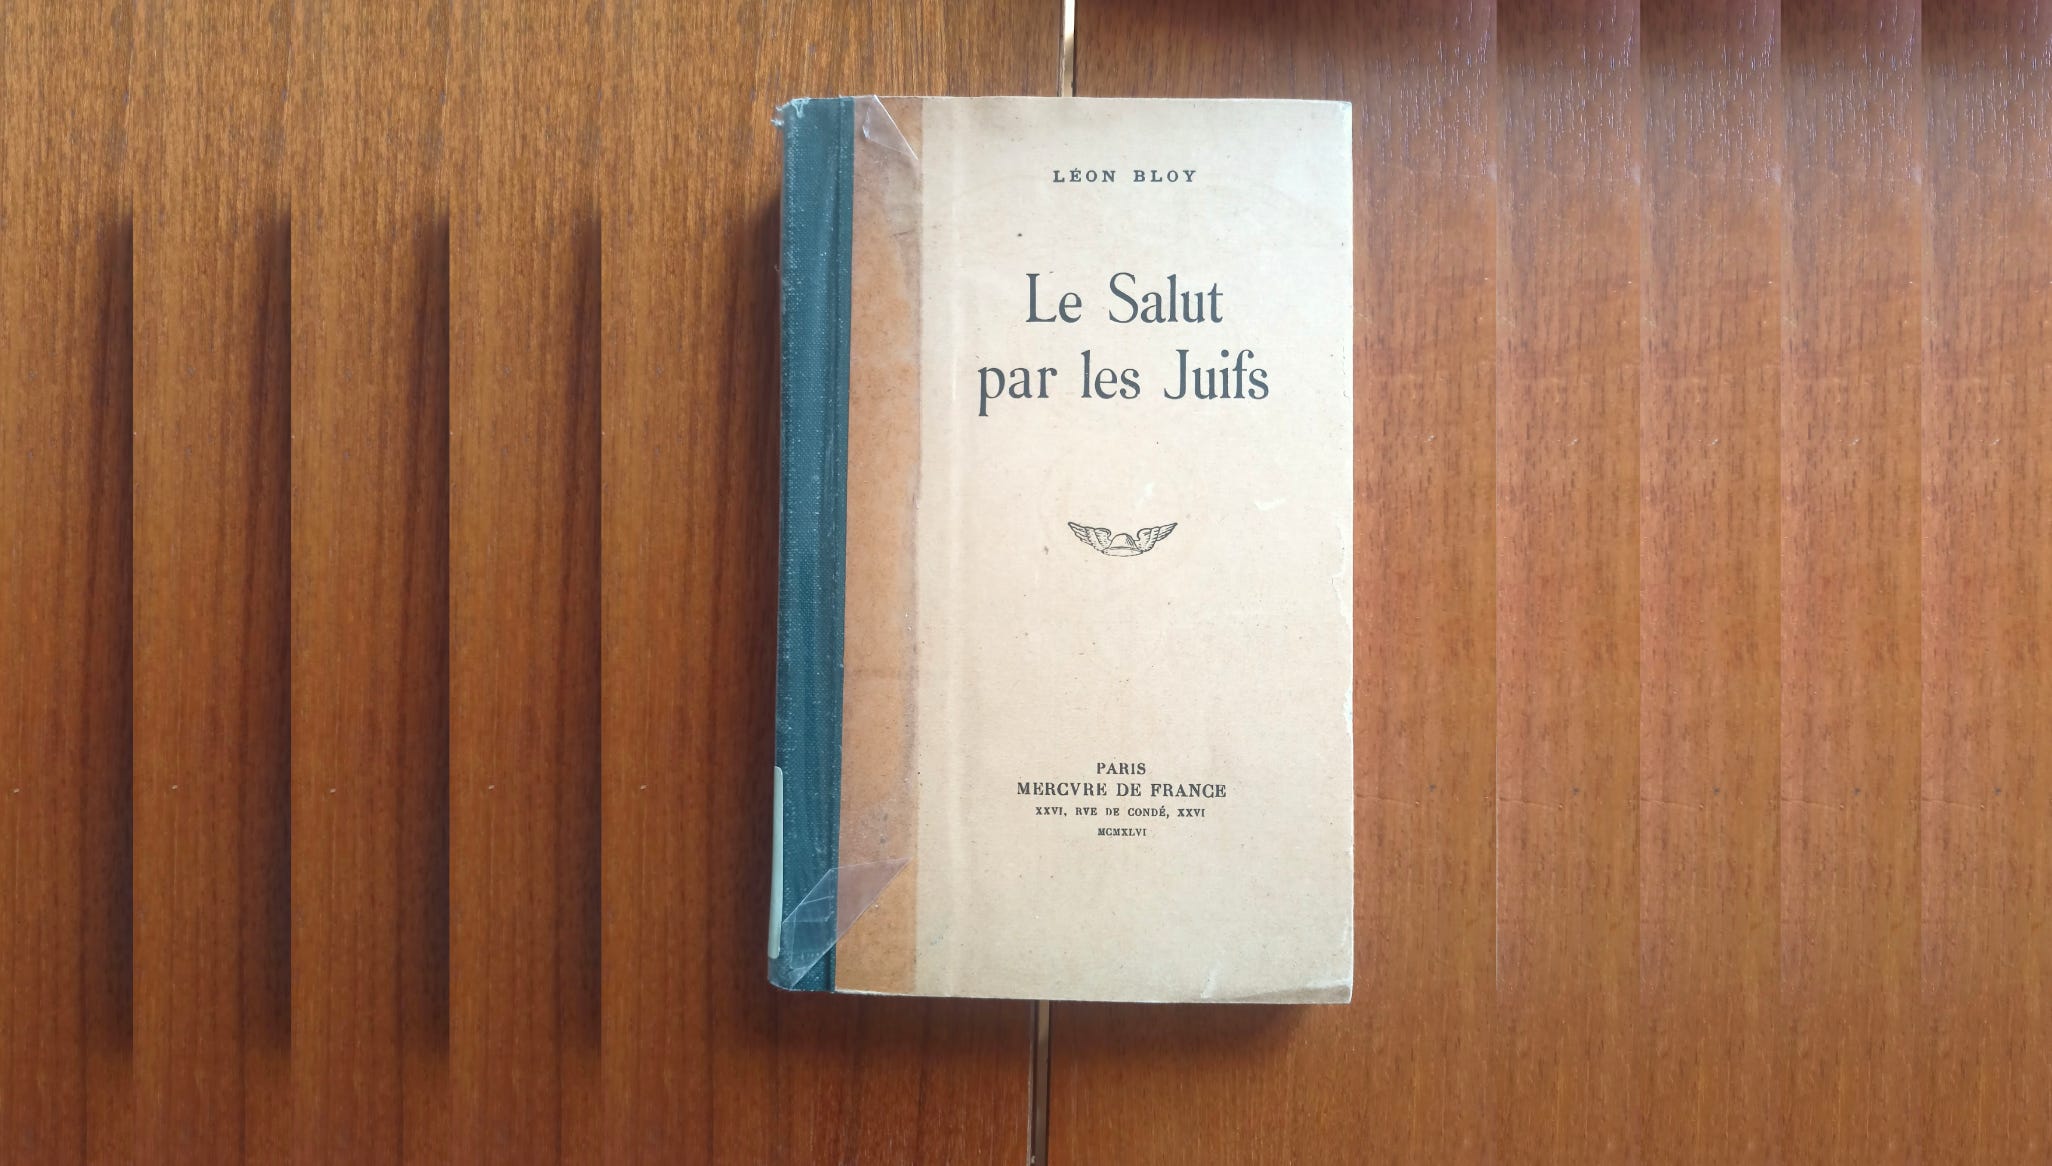 LÉON BLOY
Le Salut
par les Juifs
PARIS
MERCVRE DE FRANCE
XXVI, RVE DE CONDÉ, XXVI
MCMXLVI